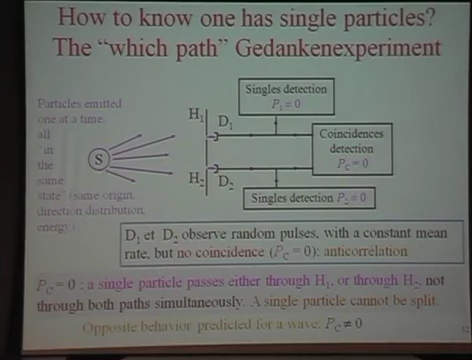 How to know one has single particles?
The “which path” Gedankenexperiment
Particles emitted
one at a time,
all
“in
the
same
state” (same origin,
direction distribution,
energy)
S
H1
D1
H2
D2
Singles detection
P1 = 0
Coincidences
detection
PC = 0
Singles detection P2 = 0
D1 et D2 observe random pulses, with a constant mean
rate, but no coincidence (PC = 0): anticorrelation
PC = 0 : a single particle passes either through H1, or through H2, not
through both paths simultaneously. A single particle cannot be split.
Opposite behavior predicted for a wave: PC ≠ 0
12